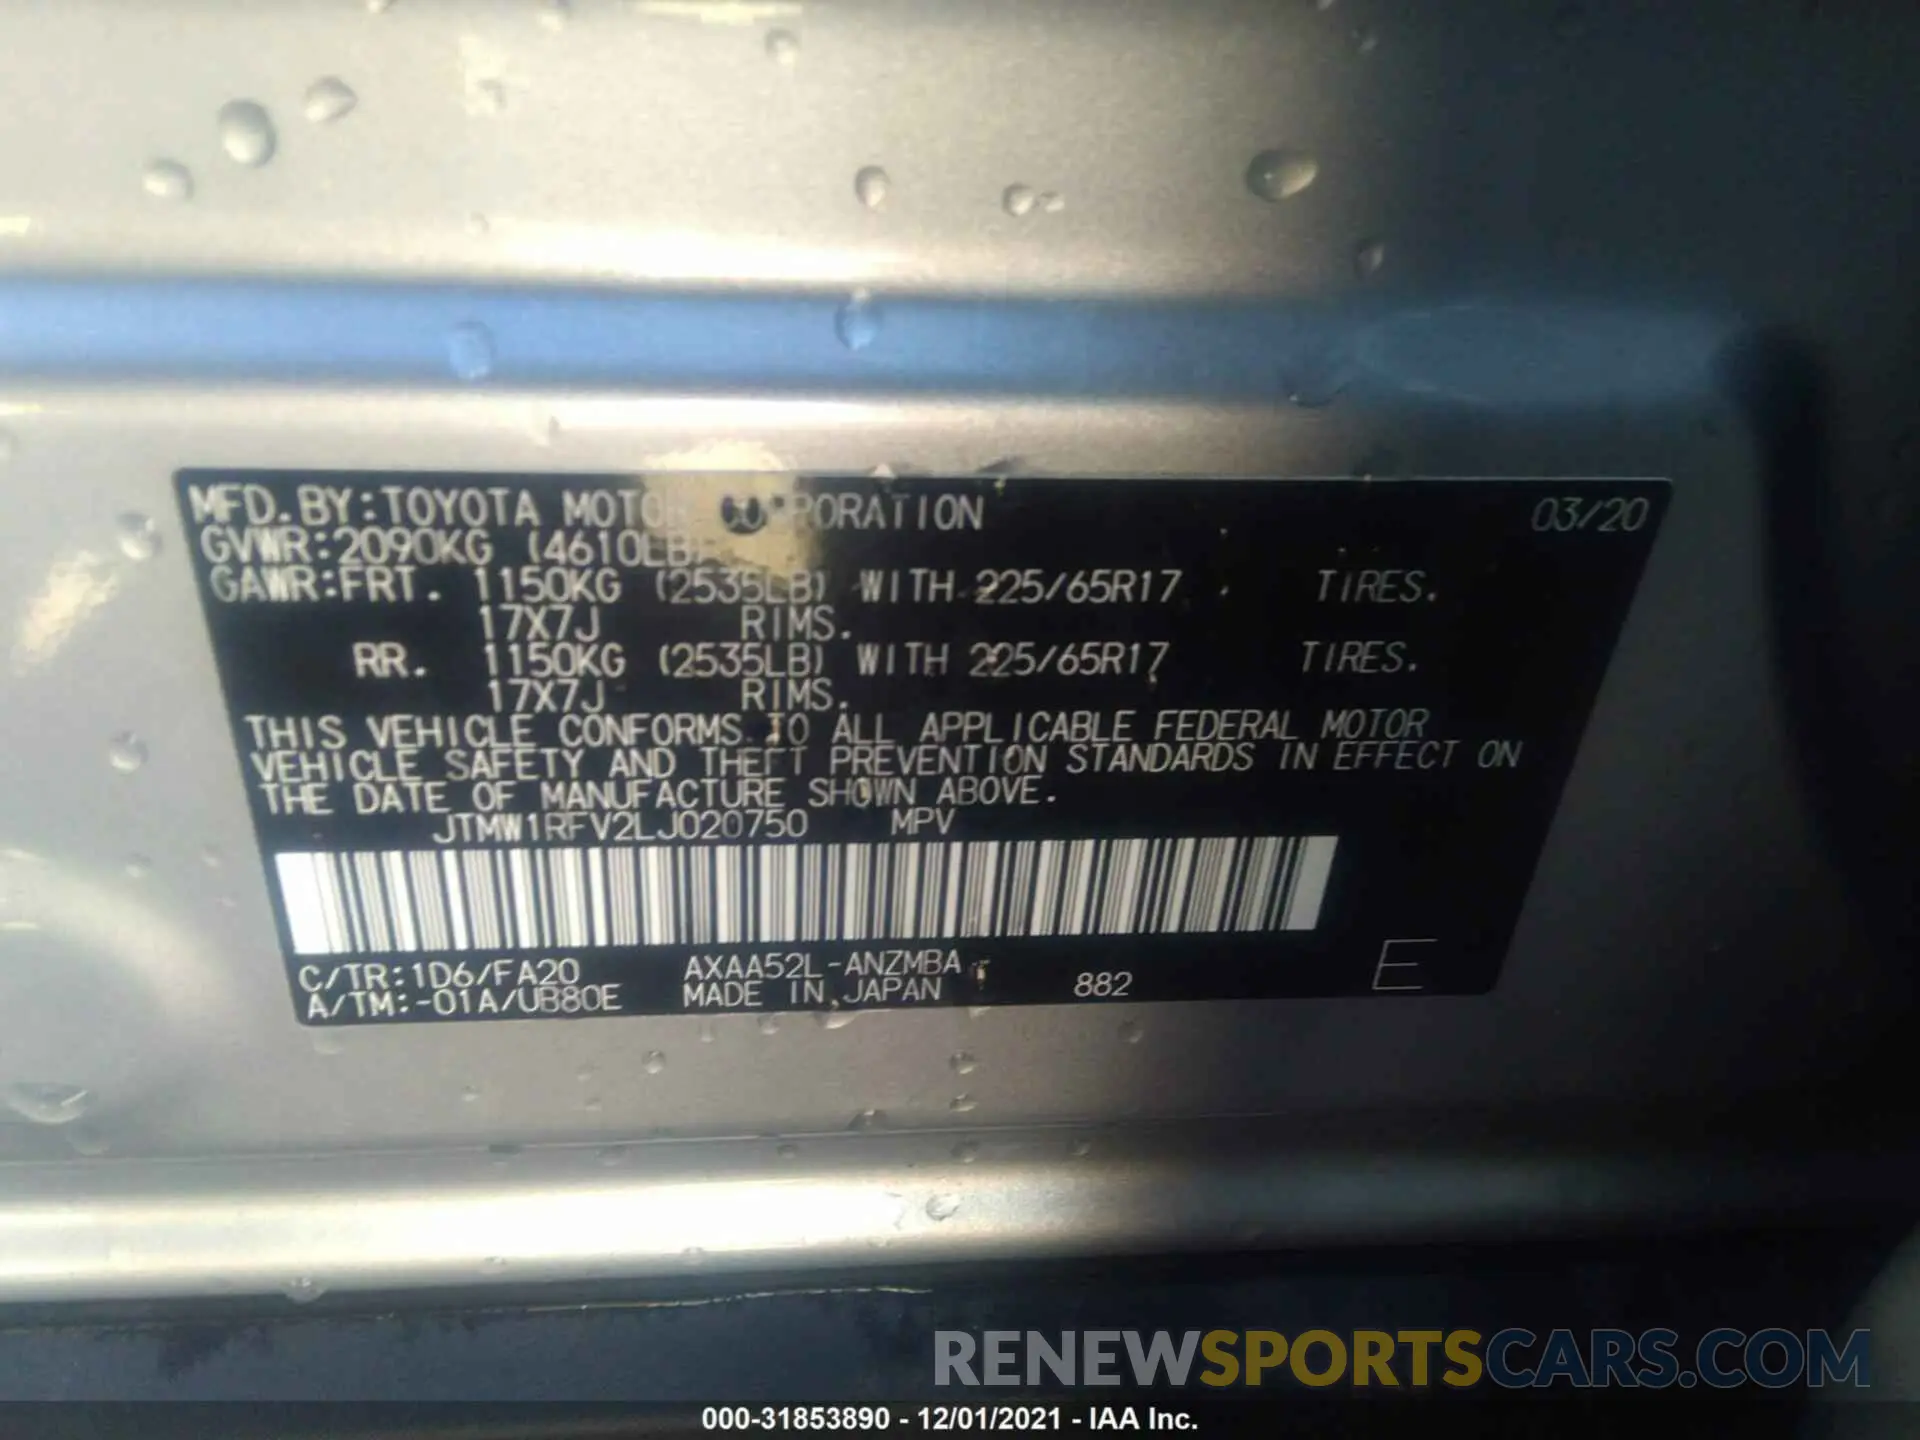 MFD. BY: TOYOTA MOTOR CORPORATION 03/20
GVWR: 2090KG (4610LB)
GAWR: FRT. 1150KG (2535LB) WITH 225/65R17 TIRES.
17X7J RIMS.
RR. 1150KG (2535LB) WITH 225/65R17 TIRES.
17X7J RIMS.
THIS VEHICLE CONFORMS TO ALL APPLICABLE FEDERAL MOTOR
VEHICLE SAFETY AND THEFT PREVENTION STANDARDS IN EFFECT ON
THE DATE OF MANUFACTURE SHOWN ABOVE.
JTMW1RFV2LJ020750 MPV
C/TR: 1D6/FA20 AXAA52L-ANZMBA
A/TM: -01A/UB80E MADE IN JAPAN 882 E
RENEWSPORTSCARS.COM
000-31853890 - 12/01/2021 - IAA Inc.